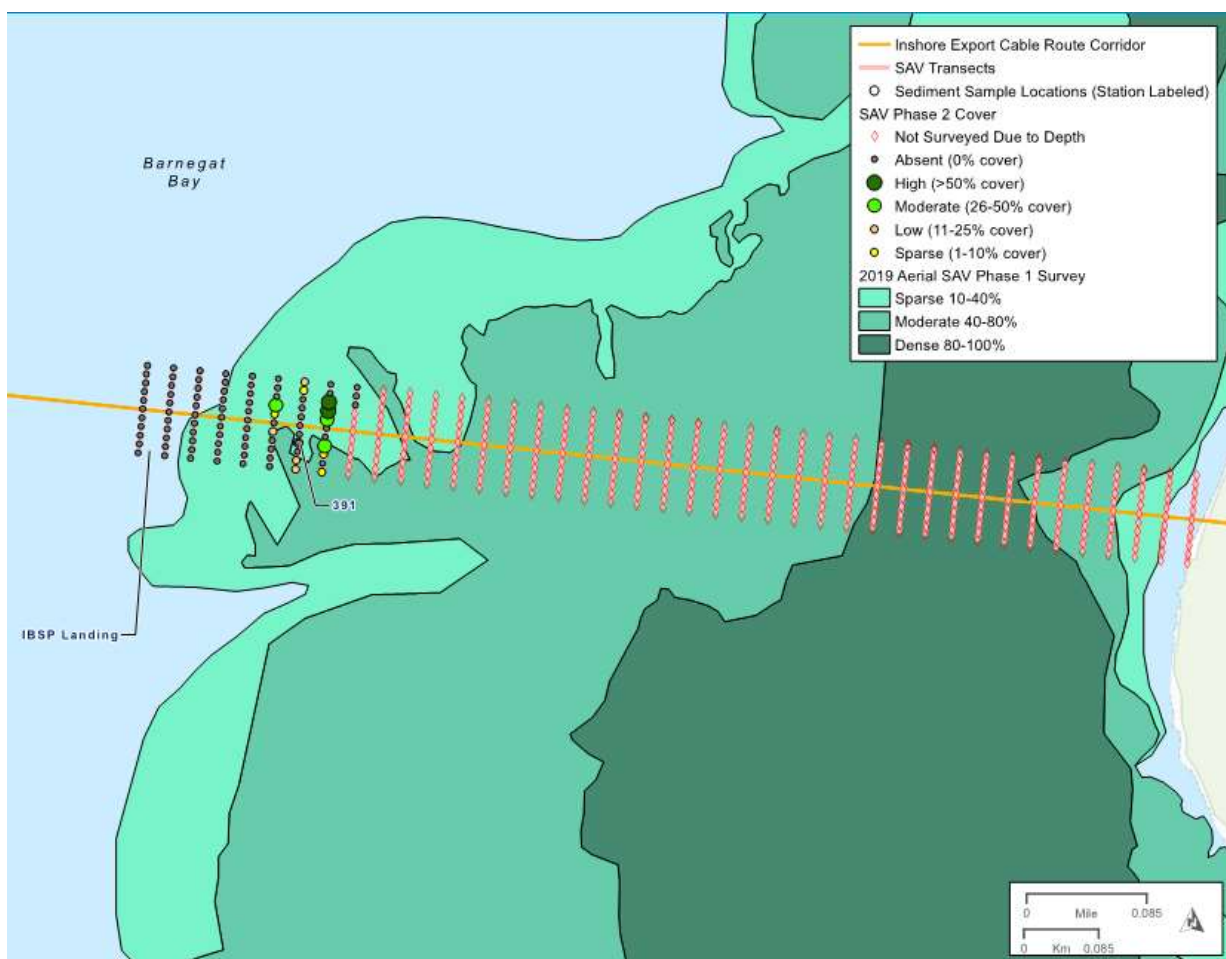 Inshore Export Cable Route Corridor
SAV Transects
Sediment Sample Locations (Station Labeled)
SAV Phase 2 Cover
Not Surveyed Due to Depth
Absent (0% cover)
High (>50% cover)
Moderate (26-50% cover)
Low (11-25% cover)
Sparse (1-10% cover)
2019 Aerial SAV Phase 1 Survey
Sparse 10-40%
Moderate 40-80%
Dense 80-100%
Barnegat
Bay
391
IBSP Landing
0 Mile 0.085
0 Km 0.085